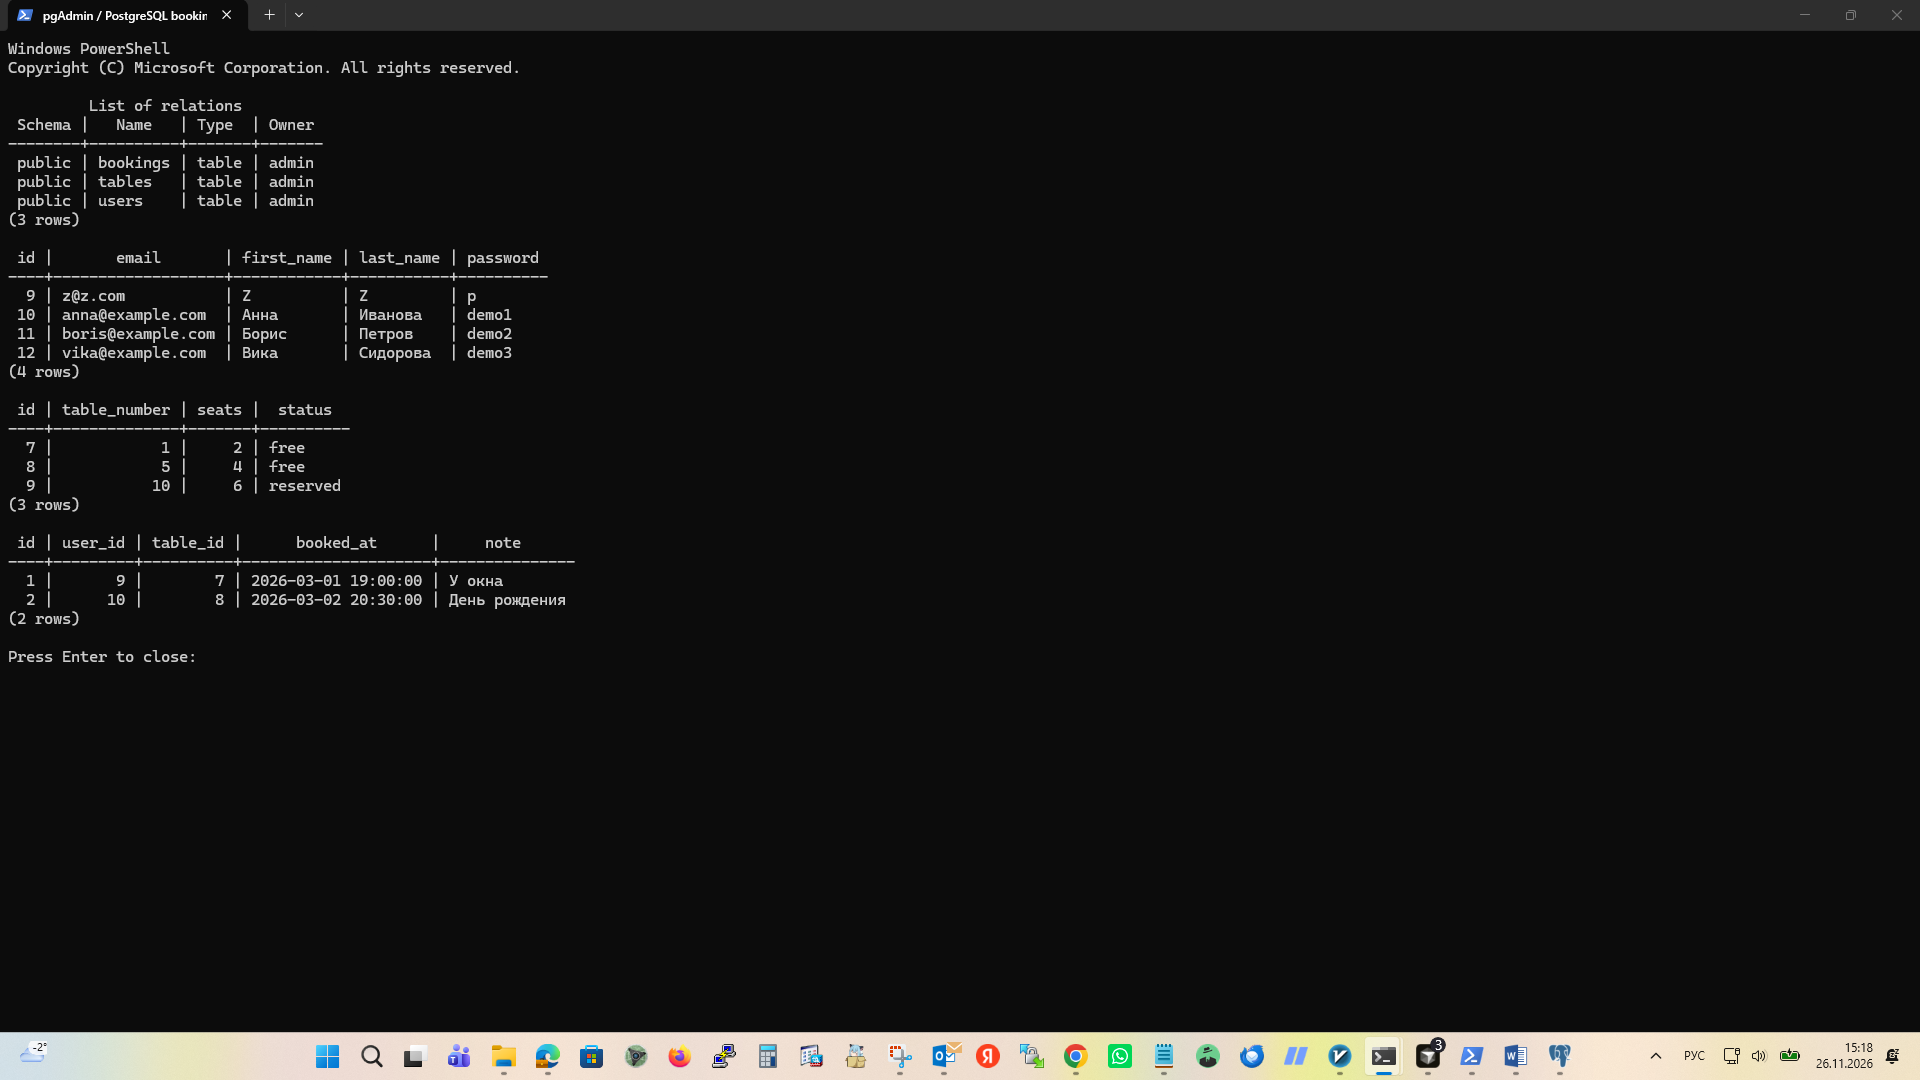 pgAdmin / PostgreSQL bookin
Windows PowerShell
Copyright (C) Microsoft Corporation. All rights reserved.
List of relations
Schema | Name | Type | Owner
--------+----------+-------+-------
public | bookings | table | admin
public | tables | table | admin
public | users | table | admin
(3 rows)
id | email | first_name | last_name | password
----+-------------------+------------+-----------+----------
9 | z@z.com | Z | Z | p
10 | anna@example.com | Анна | Иванова | demo1
11 | boris@example.com | Борис | Петров | demo2
12 | vika@example.com | Вика | Сидорова | demo3
(4 rows)
id | table_number | seats | status
----+--------------+-------+----------
7 | 1 | 2 | free
8 | 5 | 4 | free
9 | 10 | 6 | reserved
(3 rows)
id | user_id | table_id | booked_at | note
----+---------+----------+---------------------+---------------
1 | 9 | 7 | 2026-03-01 19:00:00 | У окна
2 | 10 | 8 | 2026-03-02 20:30:00 | День рождения
(2 rows)
Press Enter to close:
-2°
3
РУС
15:18
26.11.2026